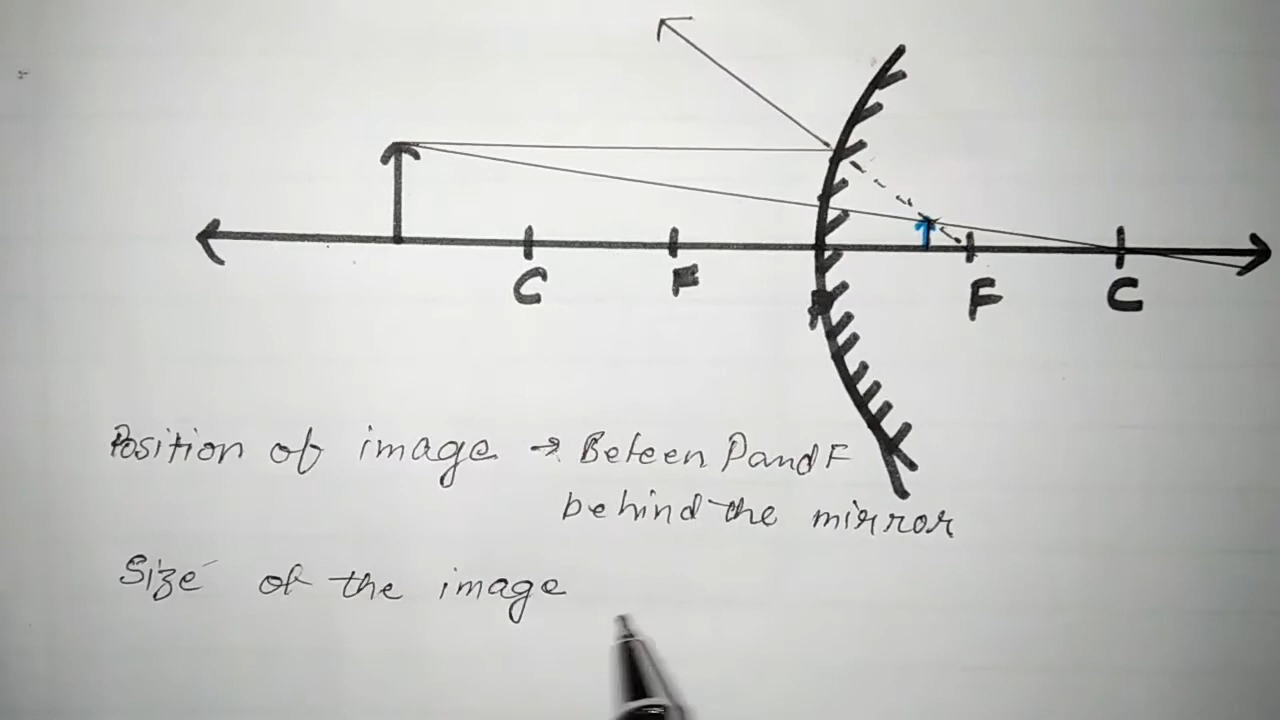 C F F C
P
Position of image → Beteen P and F
behind the mirror
Size of the image